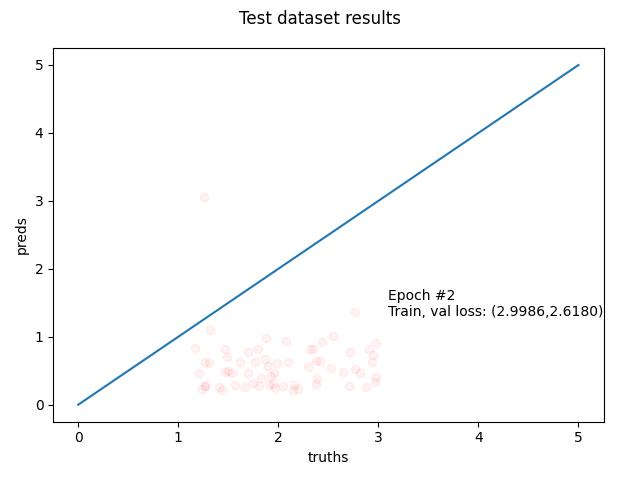 Test dataset results
5
4
3
2
1
0
preds
Epoch #2
Train, val loss: (2.9986,2.6180)
0 1 2 3 4 5
truths